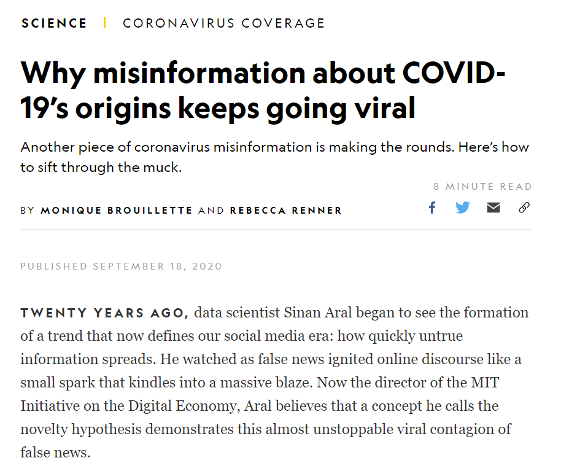 SCIENCE | CORONAVIRUS COVERAGE
Why misinformation about COVID-
19's origins keeps going viral
Another piece of coronavirus misinformation is making the rounds. Here's how
to sift through the muck.
8 MINUTE READ
BY MONIQUE BROUILLETTE AND REBECCA RENNER
PUBLISHED SEPTEMBER 18, 2020
TWENTY YEARS AGO, data scientist Sinan Aral began to see the formation
of a trend that now defines our social media era: how quickly untrue
information spreads. He watched as false news ignited online discourse like a
small spark that kindles into a massive blaze. Now the director of the MIT
Initiative on the Digital Economy, Aral believes that a concept he calls the
novelty hypothesis demonstrates this almost unstoppable viral contagion of
false news.